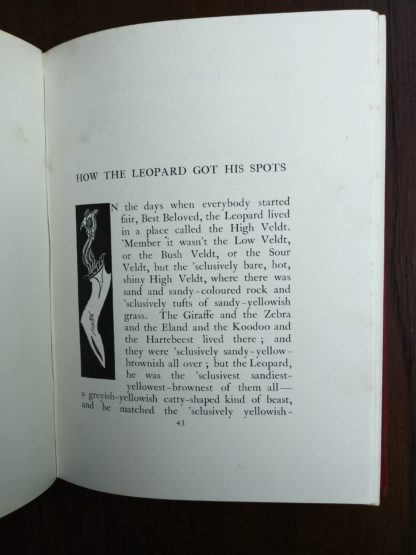 HOW THE LEOPARD GOT HIS SPOTS
IN the days when everybody started
fair, Best Beloved, the Leopard lived
in a place called the High Veldt.
'Member it wasn't the Low Veldt,
or the Bush Veldt, or the Sour
Veldt, but the 'sclusively bare, hot,
shiny High Veldt, where there was
sand and sandy-coloured rock and
'sclusively tufts of sandy-yellowish
grass. The Giraffe and the Zebra
and the Eland and the Koodoo and
the Hartebeest lived there; and
they were 'sclusively sandy-yellow-
brownish all over; but the Leopard,
he was the 'sclusivest sandiest-
yellowest-brownest of them all—
a greyish-yellowish catty-shaped kind of beast,
and he matched the 'sclusively yellowish-
43